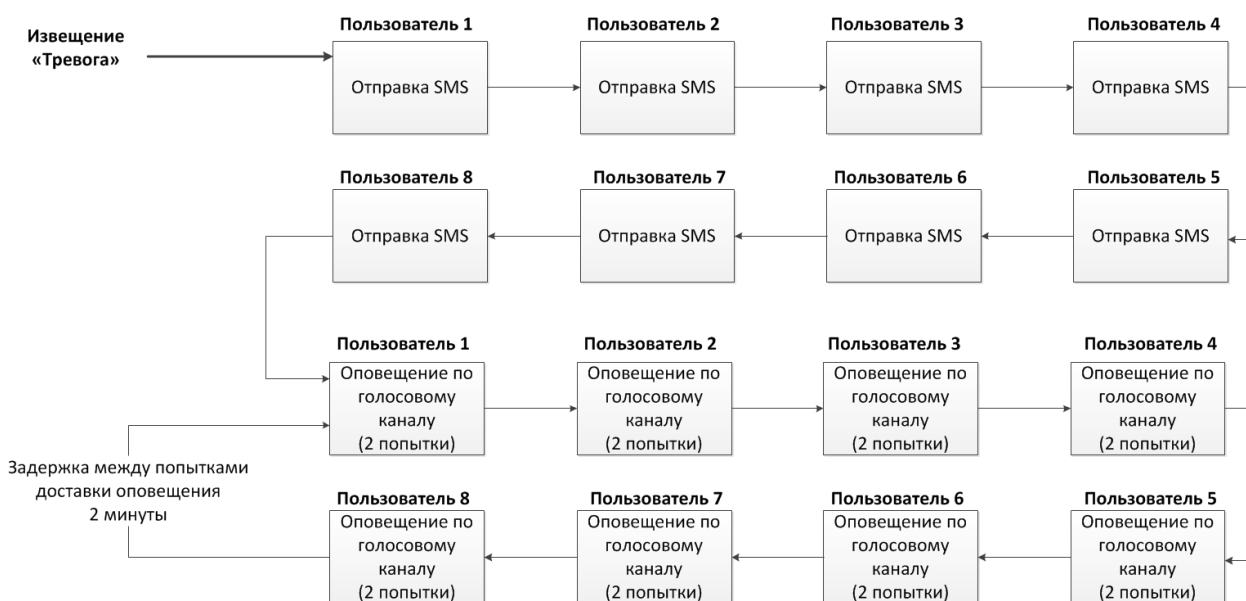 Извещение
«Тревога»
Пользователь 1
Пользователь 2
Пользователь 3
Пользователь 4
Отправка SMS
Отправка SMS
Отправка SMS
Отправка SMS
Пользователь 8
Пользователь 7
Пользователь 6
Пользователь 5
Отправка SMS
Отправка SMS
Отправка SMS
Отправка SMS
Пользователь 1
Оповещение по
голосовому
каналу
(2 попытки)
Пользователь 2
Оповещение по
голосовому
каналу
(2 попытки)
Пользователь 3
Оповещение по
голосовому
каналу
(2 попытки)
Пользователь 4
Оповещение по
голосовому
каналу
(2 попытки)
Задержка между попытками
доставки оповещения
2 минуты
Пользователь 8
Оповещение по
голосовому
каналу
(2 попытки)
Пользователь 7
Оповещение по
голосовому
каналу
(2 попытки)
Пользователь 6
Оповещение по
голосовому
каналу
(2 попытки)
Пользователь 5
Оповещение по
голосовому
каналу
(2 попытки)